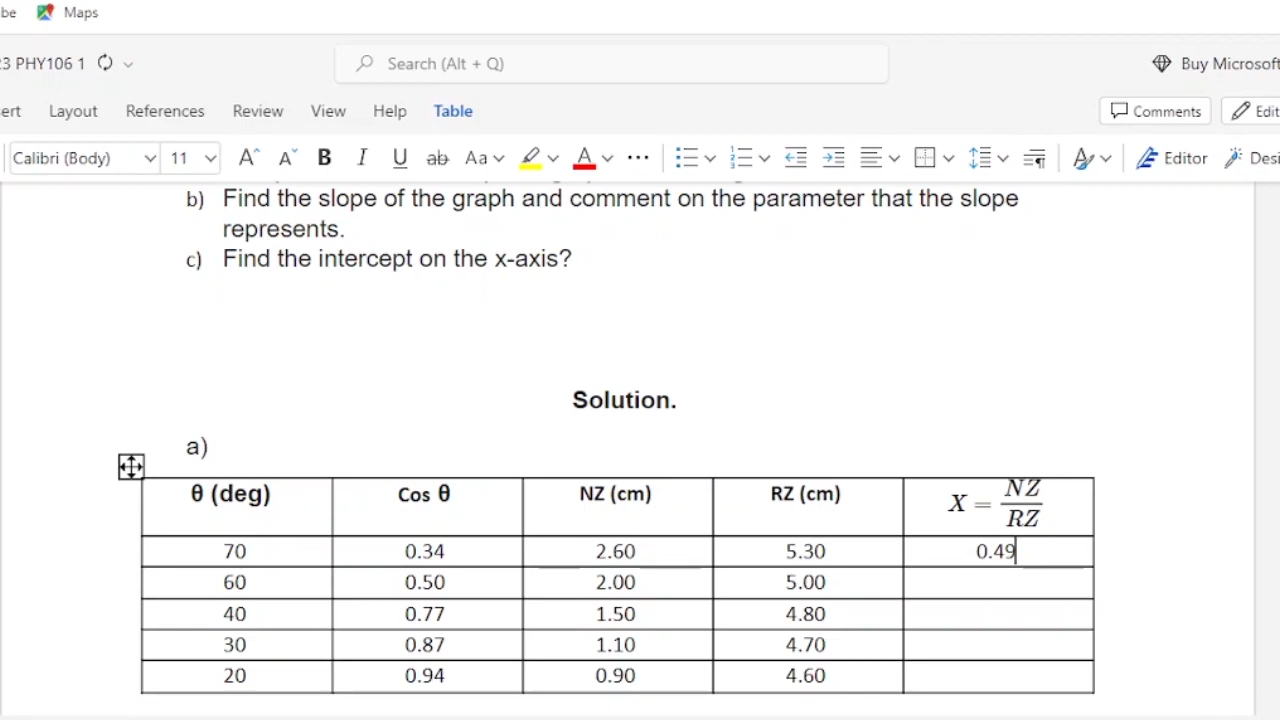 be Maps
23 PHY106 1 Search (Alt + Q) Buy Microsoft
ert Layout References Review View Help Table Comments Edit
Calibri (Body) 11 A A B I U ab Aa A A Editor Desi
b) Find the slope of the graph and comment on the parameter that the slope
represents.
c) Find the intercept on the x-axis?
Solution.
a)
θ (deg) Cos θ NZ (cm) RZ (cm) X = NZ/RZ
70 0.34 2.60 5.30 0.49
60 0.50 2.00 5.00
40 0.77 1.50 4.80
30 0.87 1.10 4.70
20 0.94 0.90 4.60